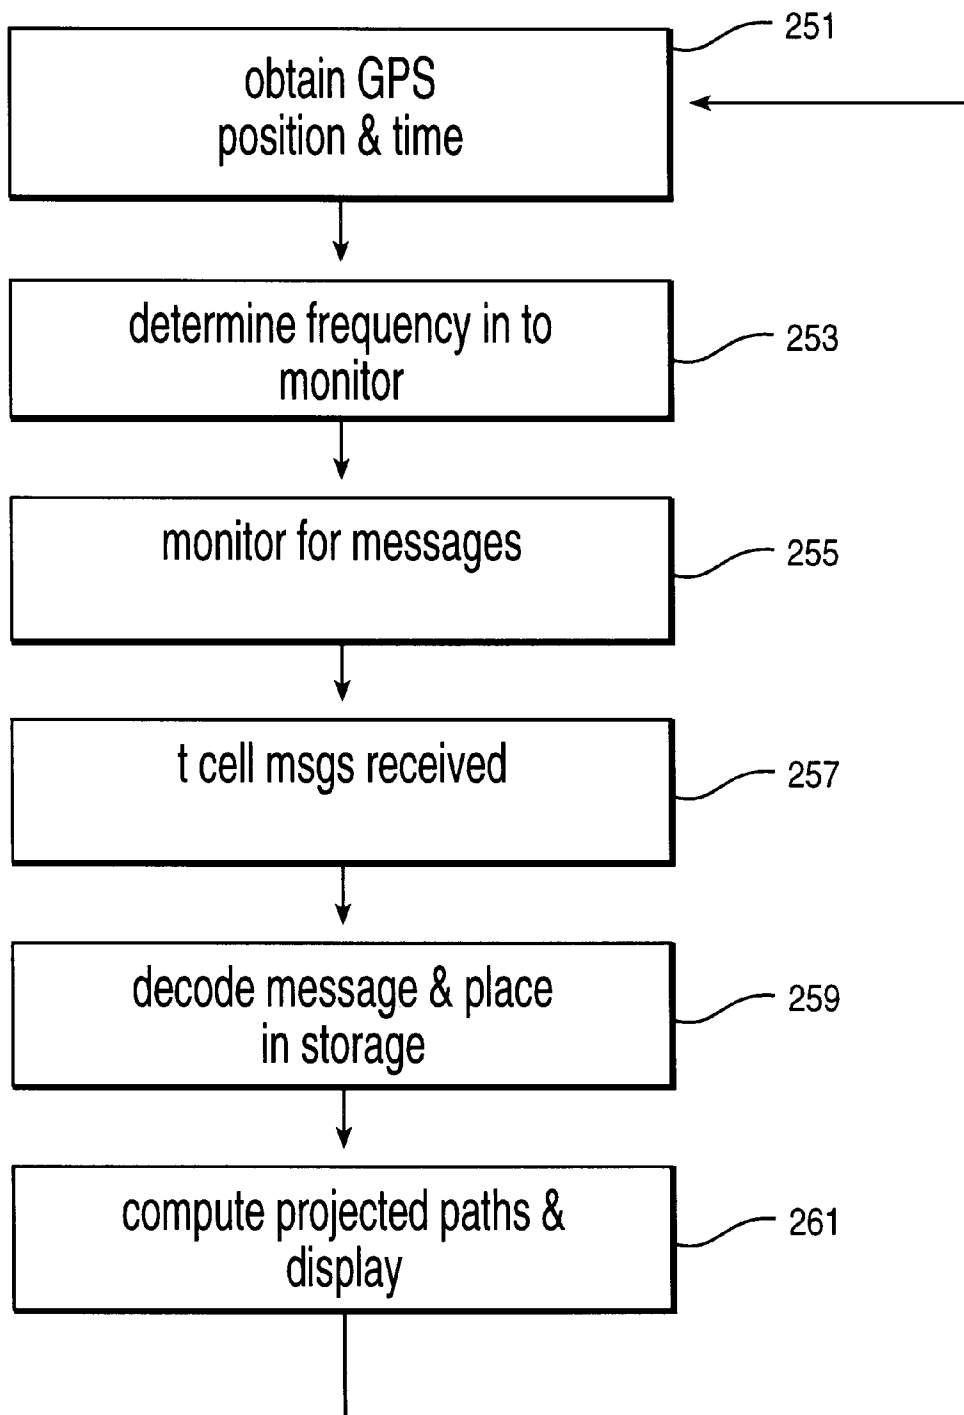 251
obtain GPS
position & time
determine frequency in to
monitor
253
monitor for messages
255
t cell msgs received
257
decode message & place
in storage
259
compute projected paths &
display
261